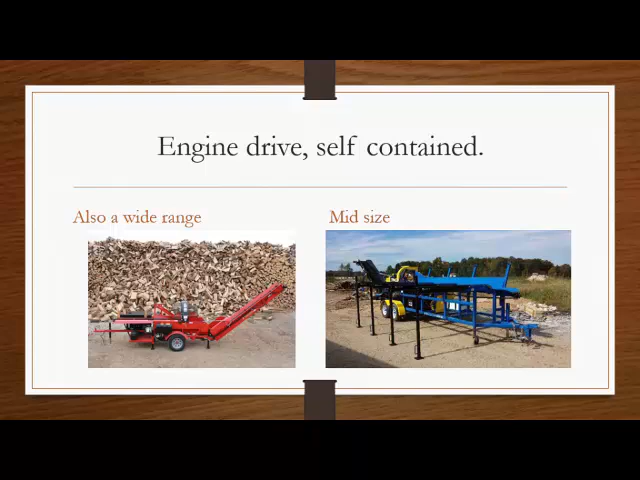 Engine drive, self contained.
Also a wide range
Mid size